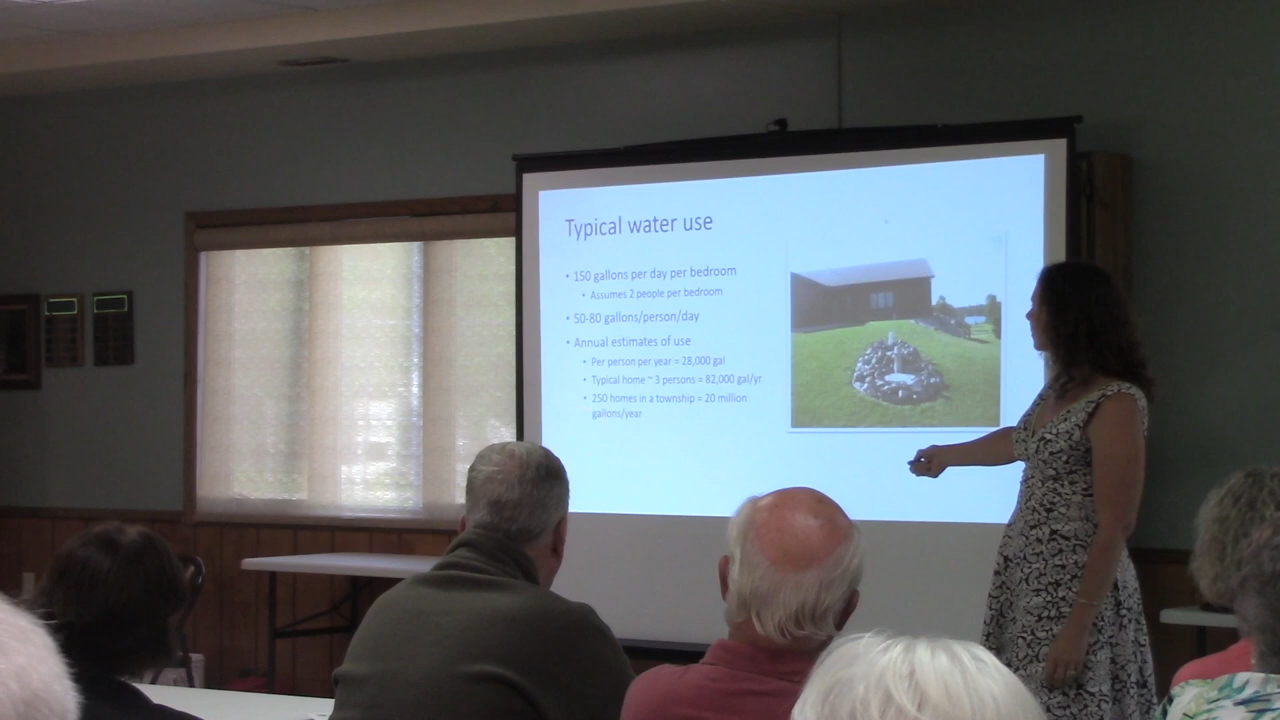 Typical water use
• 150 gallons per day per bedroom
• Assumes 2 people per bedroom
• 50-80 gallons/person/day
• Annual estimates of use
• Per person per year = 28,000 gal
• Typical home ~ 3 persons = 82,000 gal/yr
• 250 homes in a township = 20 million
gallons/year